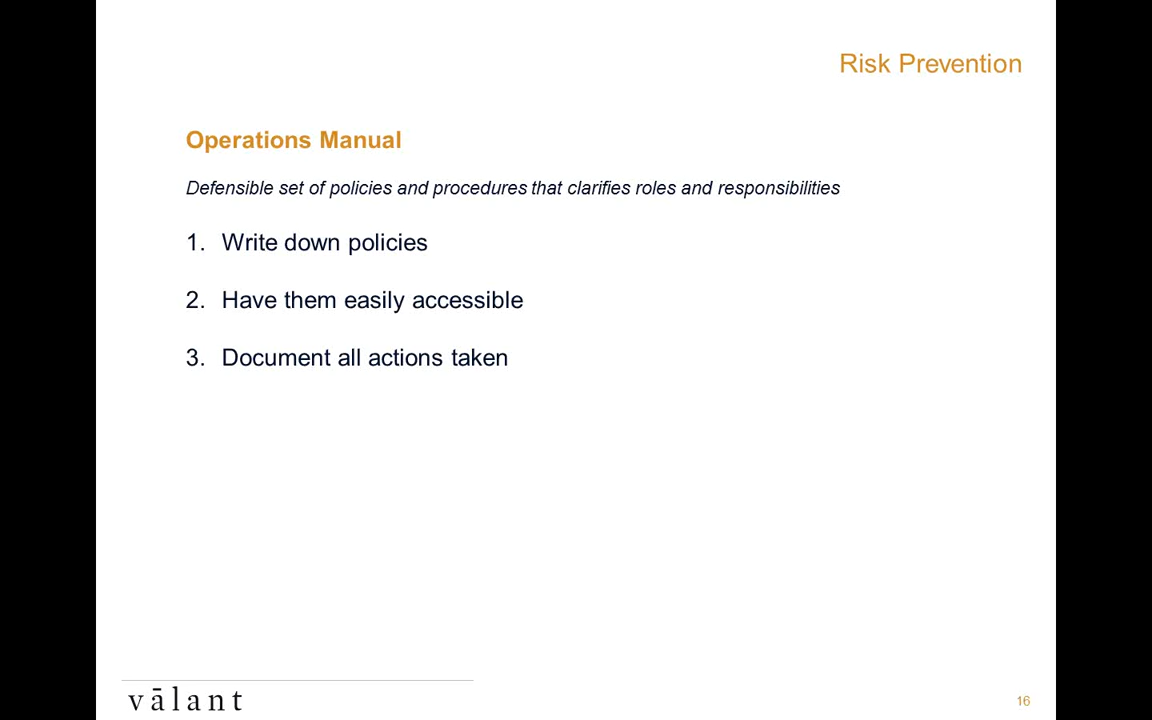 Risk Prevention
Operations Manual
Defensible set of policies and procedures that clarifies roles and responsibilities
1. Write down policies
2. Have them easily accessible
3. Document all actions taken
vālant
16